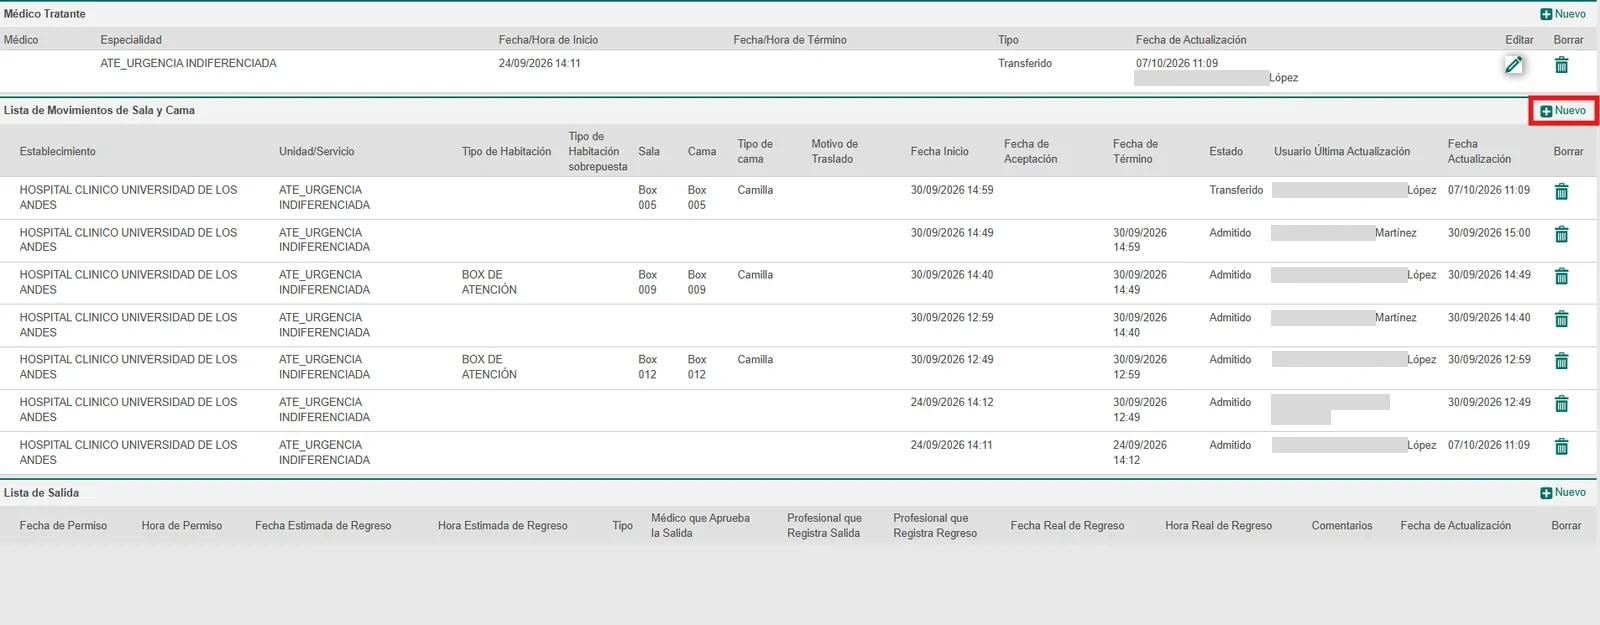 Médico Tratante
Nuevo
Médico Especialidad Fecha/Hora de Inicio Fecha/Hora de Término Tipo Fecha de Actualización Editar Borrar
ATE_URGENCIA INDIFERENCIADA 24/09/2026 14:11 Transferido 07/10/2026 11:09
López
Lista de Movimientos de Sala y Cama
Nuevo
Establecimiento Unidad/Servicio Tipo de Habitación Tipo de Habitación sobrepuesta Sala Cama Tipo de cama Motivo de Traslado Fecha Inicio Fecha de Aceptación Fecha de Término Estado Usuario Última Actualización Fecha Actualización Borrar
HOSPITAL CLINICO UNIVERSIDAD DE LOS ATE_URGENCIA Box Box Camilla 30/09/2026 14:59 Transferido López 07/10/2026 11:09
ANDES INDIFERENCIADA 005 005
HOSPITAL CLINICO UNIVERSIDAD DE LOS ATE_URGENCIA 30/09/2026 14:49 30/09/2026 Admitido Martínez 30/09/2026 15:00
ANDES INDIFERENCIADA 14:59
HOSPITAL CLINICO UNIVERSIDAD DE LOS ATE_URGENCIA BOX DE Box Box Camilla 30/09/2026 14:40 30/09/2026 Admitido López 30/09/2026 14:49
ANDES INDIFERENCIADA ATENCIÓN 009 009 14:49
HOSPITAL CLINICO UNIVERSIDAD DE LOS ATE_URGENCIA 30/09/2026 12:59 30/09/2026 Admitido Martínez 30/09/2026 14:40
ANDES INDIFERENCIADA 14:40
HOSPITAL CLINICO UNIVERSIDAD DE LOS ATE_URGENCIA BOX DE Box Box Camilla 30/09/2026 12:49 30/09/2026 Admitido López 30/09/2026 12:59
ANDES INDIFERENCIADA ATENCIÓN 012 012 12:59
HOSPITAL CLINICO UNIVERSIDAD DE LOS ATE_URGENCIA 24/09/2026 14:12 30/09/2026 Admitido 30/09/2026 12:49
ANDES INDIFERENCIADA 12:49
HOSPITAL CLINICO UNIVERSIDAD DE LOS ATE_URGENCIA 24/09/2026 14:11 24/09/2026 Admitido López 07/10/2026 11:09
ANDES INDIFERENCIADA 14:12
Lista de Salida
Nuevo
Fecha de Permiso Hora de Permiso Fecha Estimada de Regreso Hora Estimada de Regreso Tipo Médico que Aprueba la Salida Profesional que Registra Salida Profesional que Registra Regreso Fecha Real de Regreso Hora Real de Regreso Comentarios Fecha de Actualización Borrar